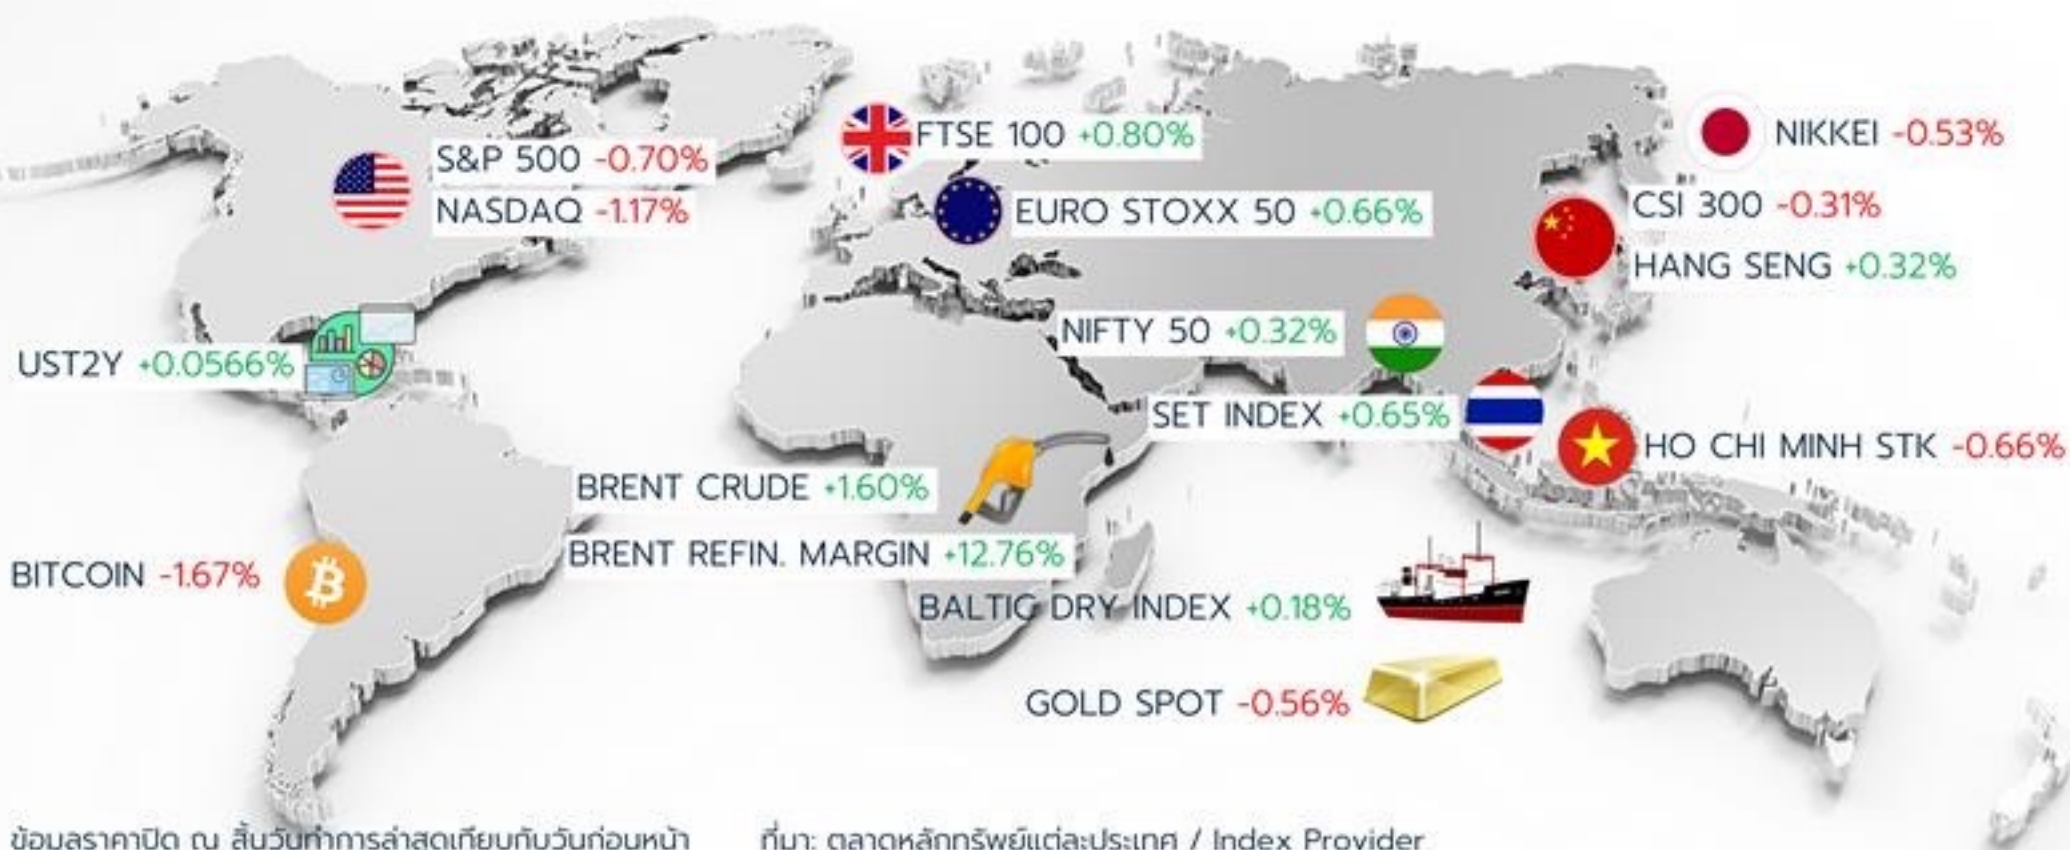 FTSE 100 +0.80%
NIKKEI -0.53%
S&P 500 -0.70%
NASDAQ -1.17%
EURO STOXX 50 +0.66%
CSI 300 -0.31%
HANG SENG +0.32%
NIFTY 50 +0.32%
UST2Y +0.0566%
SET INDEX +0.65%
HO CHI MINH STK -0.66%
BRENT CRUDE +1.60%
BRENT REFIN. MARGIN +12.76%
BITCOIN -1.67%
BALTIC DRY INDEX +0.18%
GOLD SPOT -0.56%
ข้อมูลราคาปิด ณ สิ้นวันทำการล่าสุดเทียบกับวันก่อนหน้า
ที่มา: ตลาดหลักทรัพย์แต่ละประเทศ / Index Provider